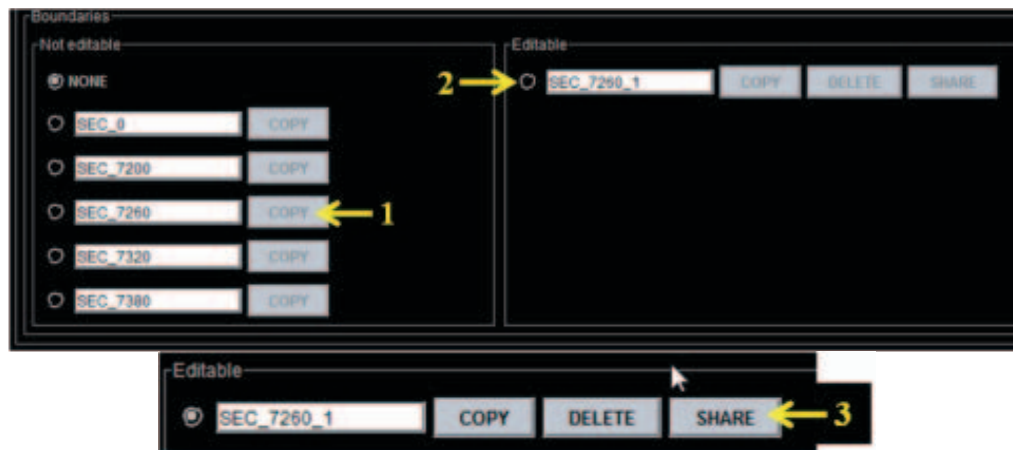 Boundaries
Not editable
NONE
SEC_0 COPY
SEC_7200 COPY
SEC_7260 COPY 1
SEC_7320 COPY
SEC_7380 COPY
Editable
2 SEC_7260_1 COPY DELETE SHARE
Editable
SEC_7260_1 COPY DELETE SHARE 3